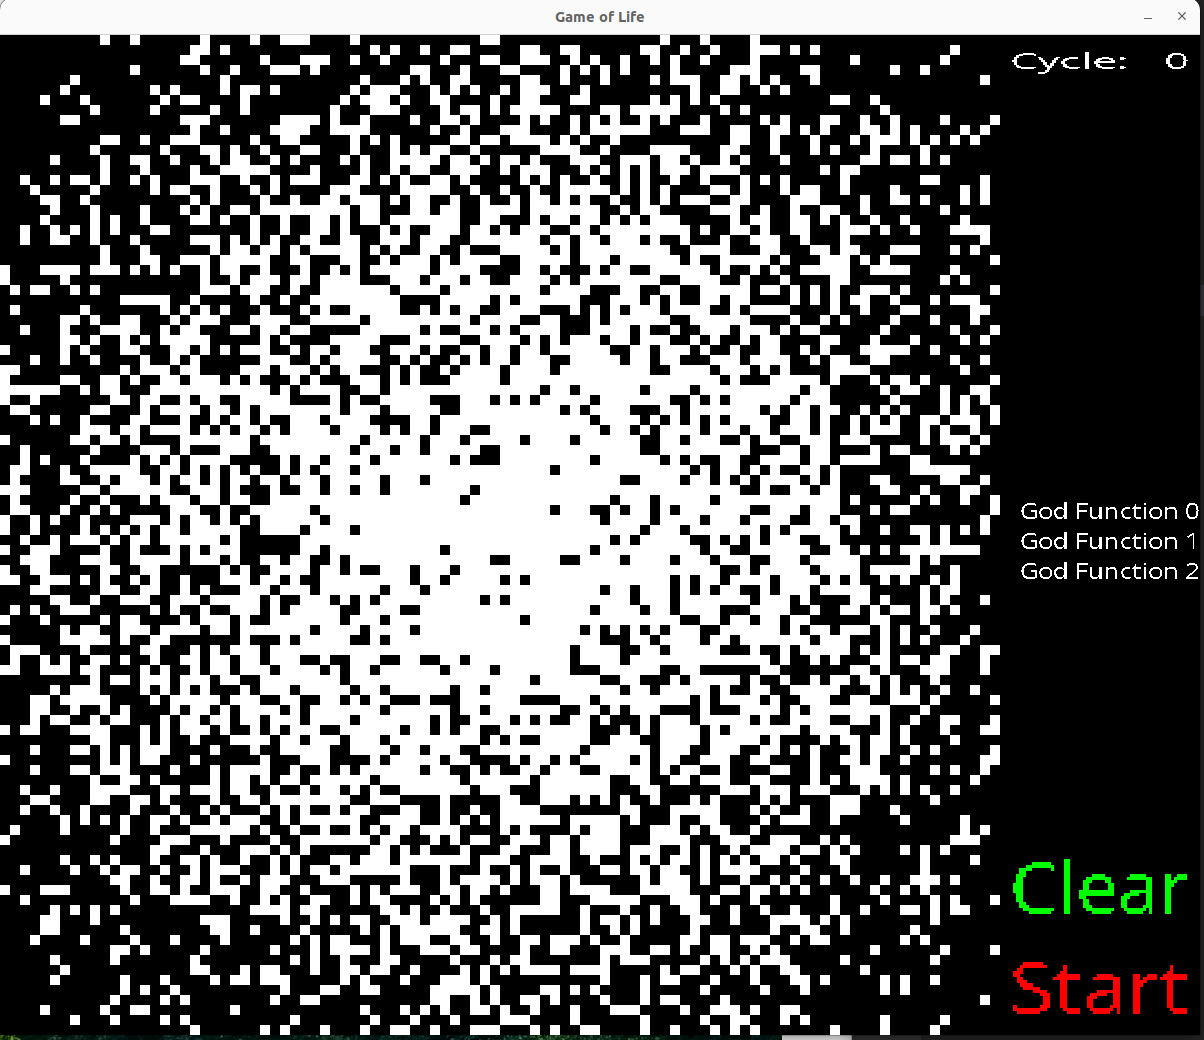 Game of Life
Cycle: 0
God Function 0
God Function 1
God Function 2
Clear
Start